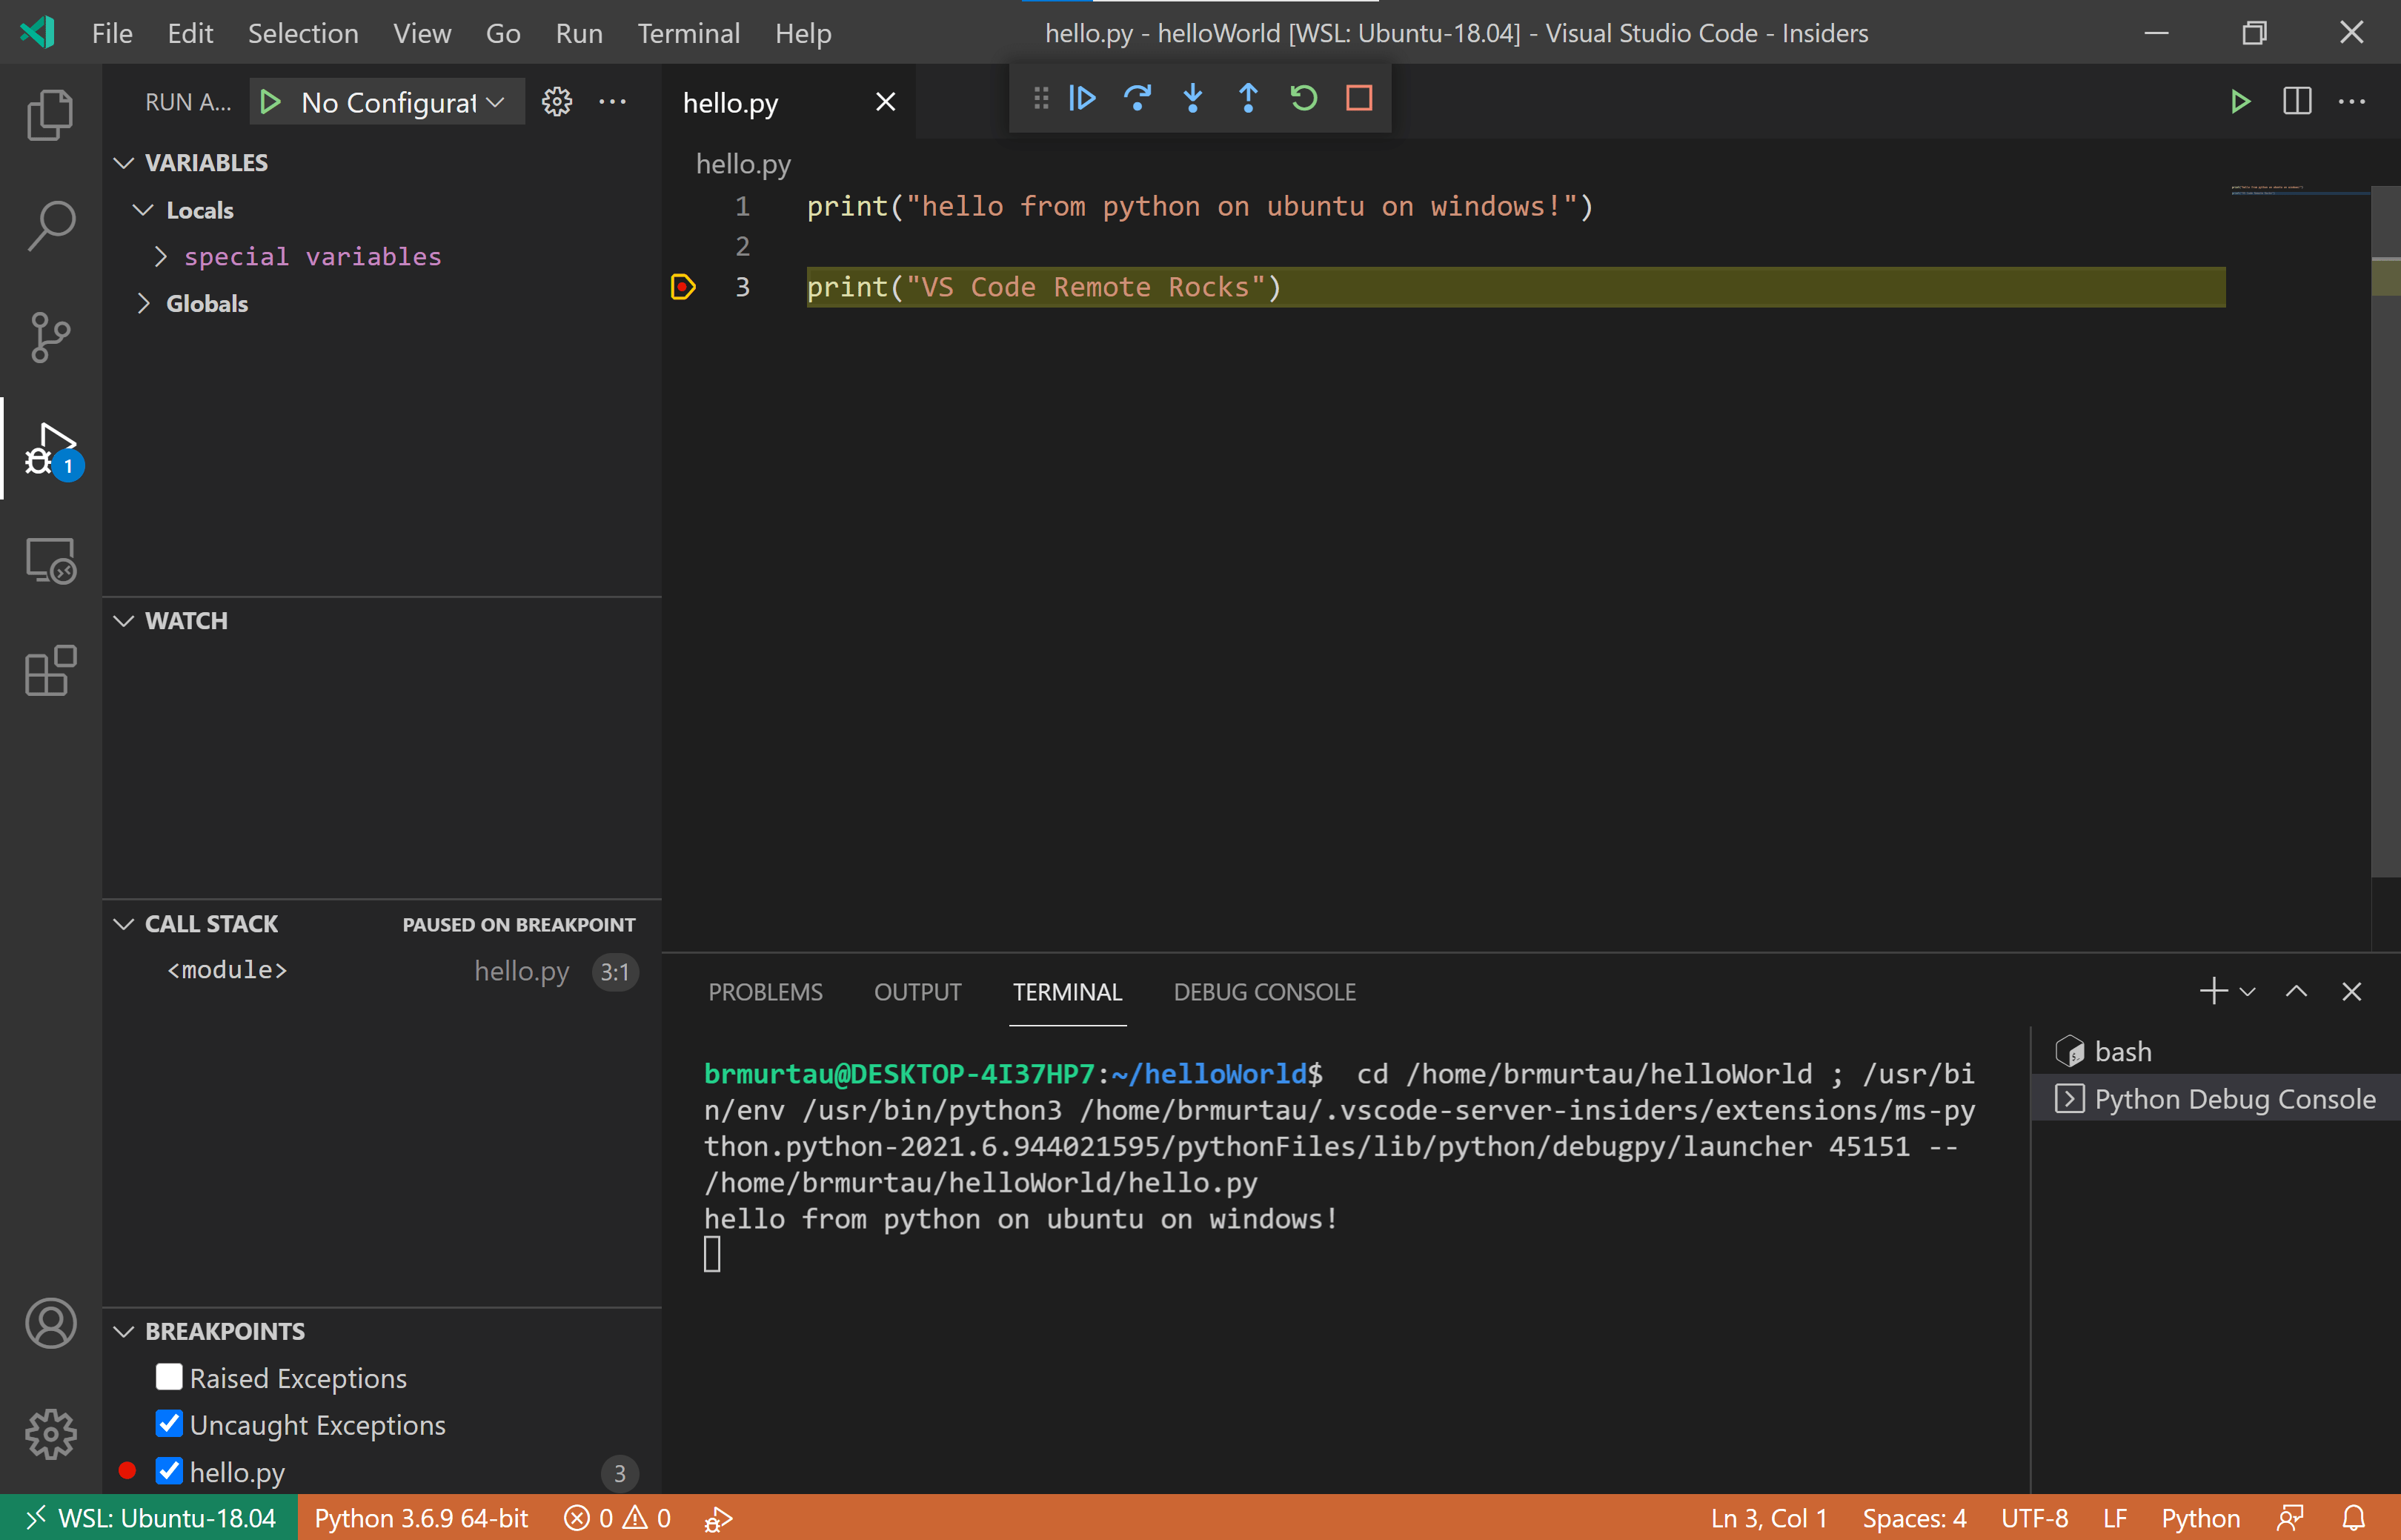 File Edit Selection View Go Run Terminal Help hello.py - helloWorld [WSL: Ubuntu-18.04] - Visual Studio Code - Insiders
RUN A... No Configurat
VARIABLES
Locals
special variables
Globals
1
WATCH
CALL STACK PAUSED ON BREAKPOINT
<module> hello.py 3:1
BREAKPOINTS
Raised Exceptions
Uncaught Exceptions
hello.py 3
hello.py
hello.py
1 print("hello from python on ubuntu on windows!")
2
3 print("VS Code Remote Rocks")
PROBLEMS OUTPUT TERMINAL DEBUG CONSOLE
brmurtau@DESKTOP-4I37HP7:~/helloWorld$  cd /home/brmurtau/helloWorld ; /usr/bi
n/env /usr/bin/python3 /home/brmurtau/.vscode-server-insiders/extensions/ms-py
thon.python-2021.6.944021595/pythonFiles/lib/python/debugpy/launcher 45151 --
/home/brmurtau/helloWorld/hello.py
hello from python on ubuntu on windows!
bash
Python Debug Console
WSL: Ubuntu-18.04 Python 3.6.9 64-bit 0 0 Ln 3, Col 1 Spaces: 4 UTF-8 LF Python